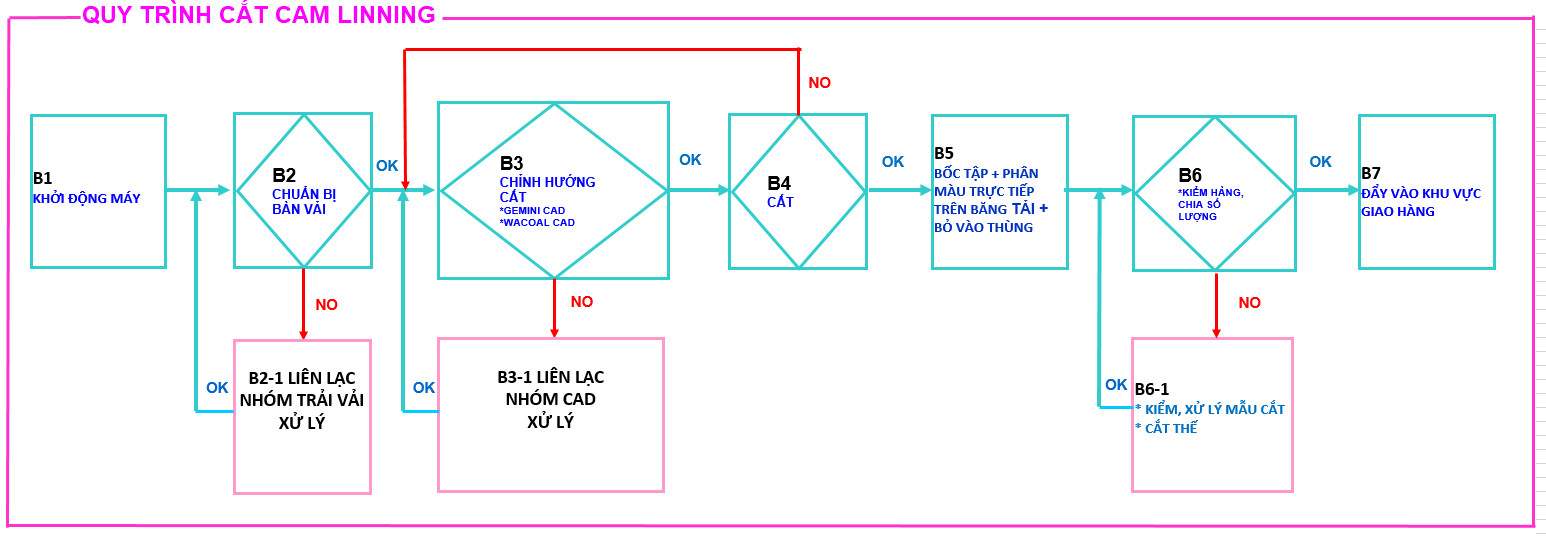 QUY TRÌNH CẮT CAM LINNING
B1
KHỞI ĐỘNG MÁY
B2
CHUẨN BỊ
BÀN VẢI
OK
NO
B2-1 LIÊN LẠC
NHÓM TRẢI VẢI
XỬ LÝ
OK
B3
CHỈNH HƯỚNG
CẮT
*GEMINI CAD
*WACOAL CAD
OK
NO
B3-1 LIÊN LẠC
NHÓM CAD
XỬ LÝ
OK
B4
CẮT
NO
OK
B5
BỐC TẬP + PHÂN
MÀU TRỰC TIẾP
TRÊN BĂNG TẢI +
BỎ VÀO THÙNG
B6
*KIỂM HÀNG,
CHIA SỐ
LƯỢNG
OK
NO
B6-1
* KIỂM, XỬ LÝ MẪU CẮT
* CẮT THẾ
OK
B7
ĐẨY VÀO KHU VỰC
GIAO HÀNG